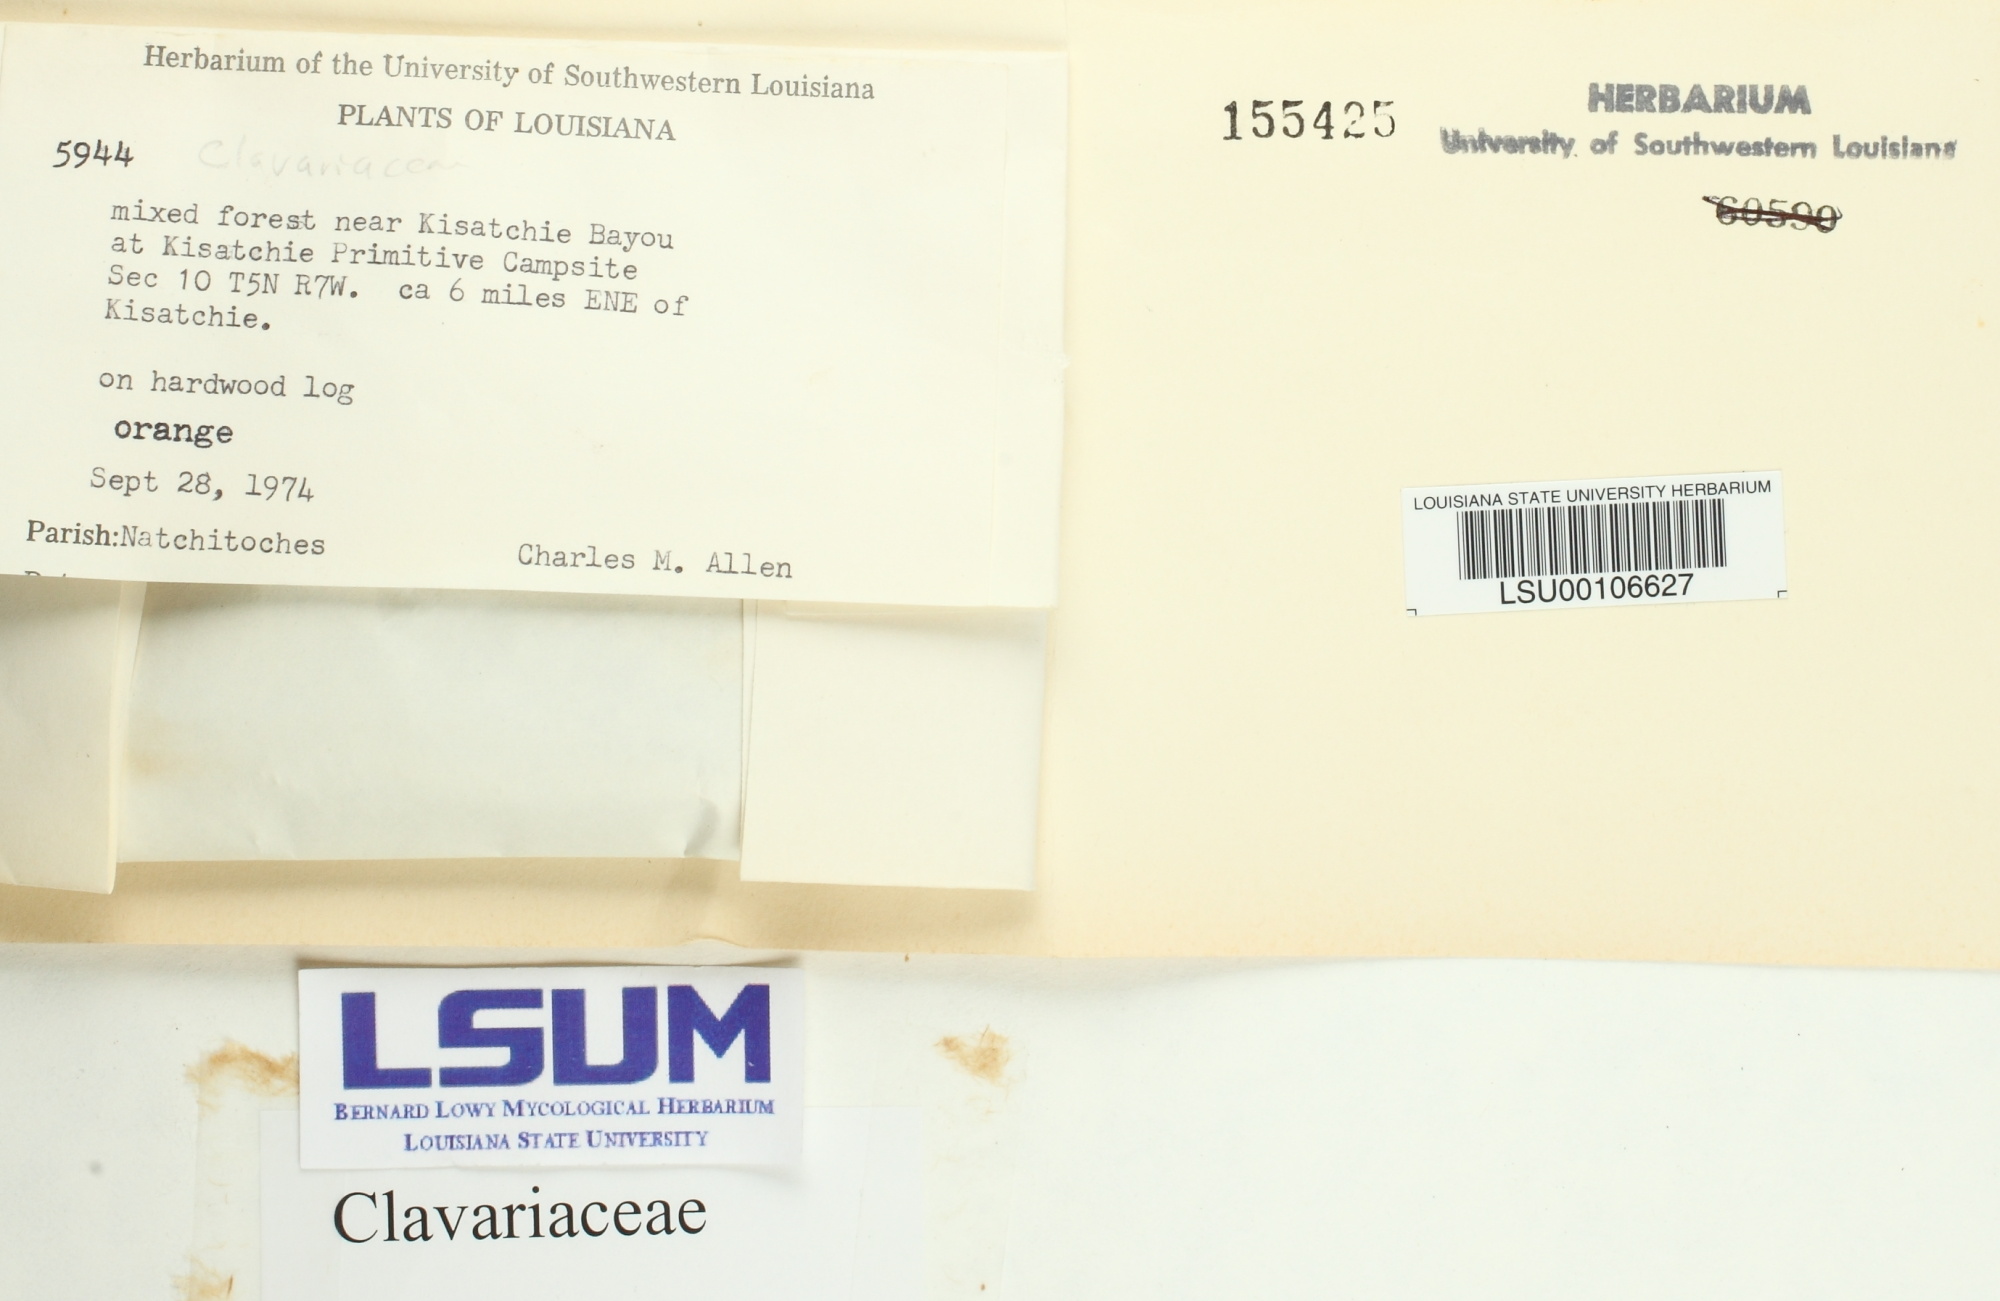 Herbarium of the University of Southwestern Louisiana
PLANTS OF LOUISIANA
5944 Clavariaceae
mixed forest near Kisatchie Bayou
at Kisatchie Primitive Campsite
Sec 10 T5N R7W. ca 6 miles ENE of
Kisatchie.
on hardwood log
orange
Sept 28, 1974
Parish:Natchitoches
Charles M. Allen
155425
HERBARIUM
University of Southwestern Louisiana
60590
LOUISIANA STATE UNIVERSITY HERBARIUM
LSU00106627
LSUM
BERNARD LOWY MYCOLOGICAL HERBARIUM
LOUISIANA STATE UNIVERSITY
Clavariaceae